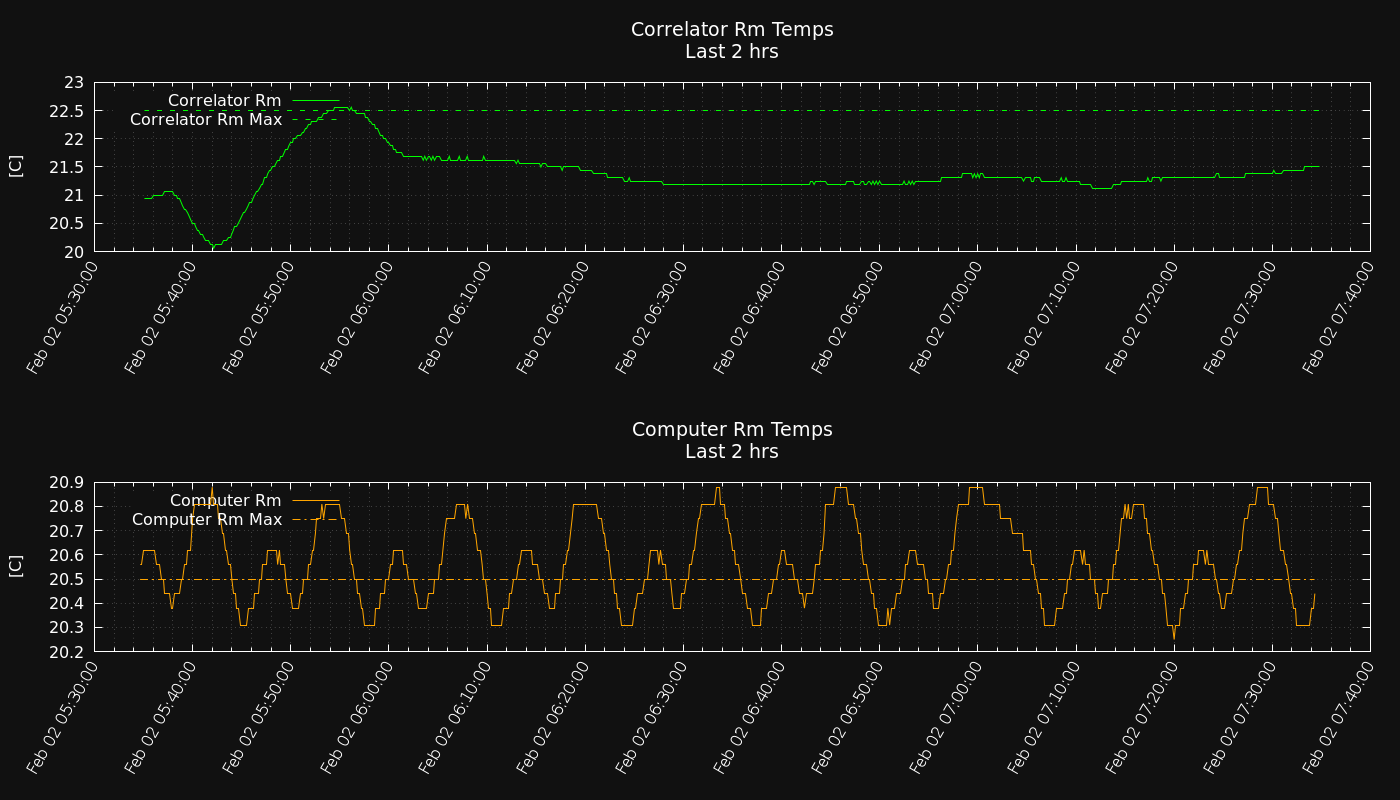 Correlator Rm Temps
Last 2 hrs
[C]
23
22.5
22
21.5
21
20.5
20
Correlator Rm
Correlator Rm Max
Feb 02 05:30:00
Feb 02 05:40:00
Feb 02 05:50:00
Feb 02 06:00:00
Feb 02 06:10:00
Feb 02 06:20:00
Feb 02 06:30:00
Feb 02 06:40:00
Feb 02 06:50:00
Feb 02 07:00:00
Feb 02 07:10:00
Feb 02 07:20:00
Feb 02 07:30:00
Feb 02 07:40:00
Computer Rm Temps
Last 2 hrs
[C]
20.9
20.8
20.7
20.6
20.5
20.4
20.3
20.2
Computer Rm
Computer Rm Max
Feb 02 05:30:00
Feb 02 05:40:00
Feb 02 05:50:00
Feb 02 06:00:00
Feb 02 06:10:00
Feb 02 06:20:00
Feb 02 06:30:00
Feb 02 06:40:00
Feb 02 06:50:00
Feb 02 07:00:00
Feb 02 07:10:00
Feb 02 07:20:00
Feb 02 07:30:00
Feb 02 07:40:00